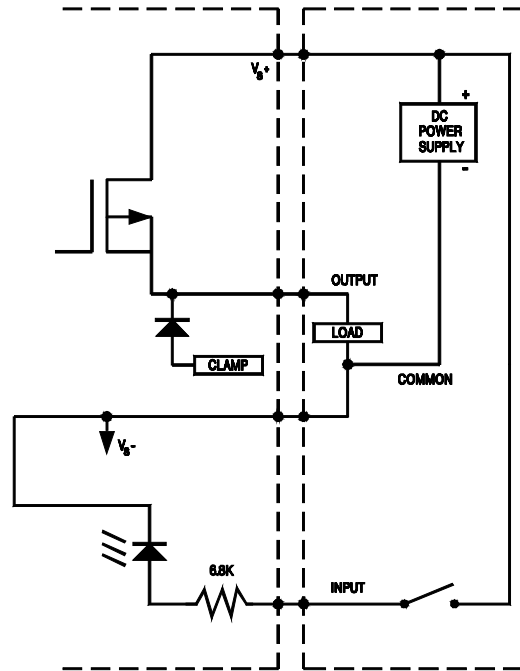 Vs+
+
DC
POWER
SUPPLY
-
OUTPUT
LOAD
CLAMP
COMMON
Vs-
6.8K
INPUT